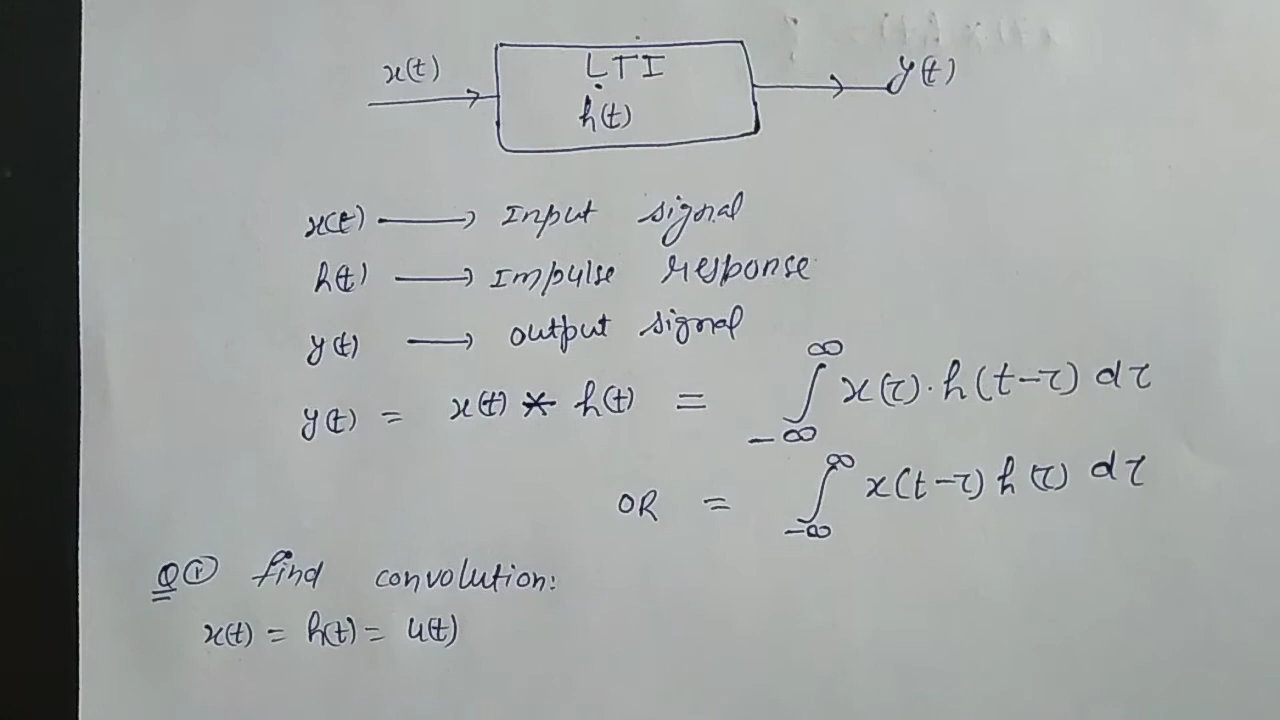 x(t) LTI y(t)
h(t)
x(t) → Input signal
h(t) → Impulse response
y(t) → output signal
y(t) = x(t) * h(t) = ∫_{-∞}^{∞} x(τ).h(t-τ) dτ
OR = ∫_{-∞}^{∞} x(t-τ) h(τ) dτ
Q① find convolution:
x(t) = h(t) = u(t)